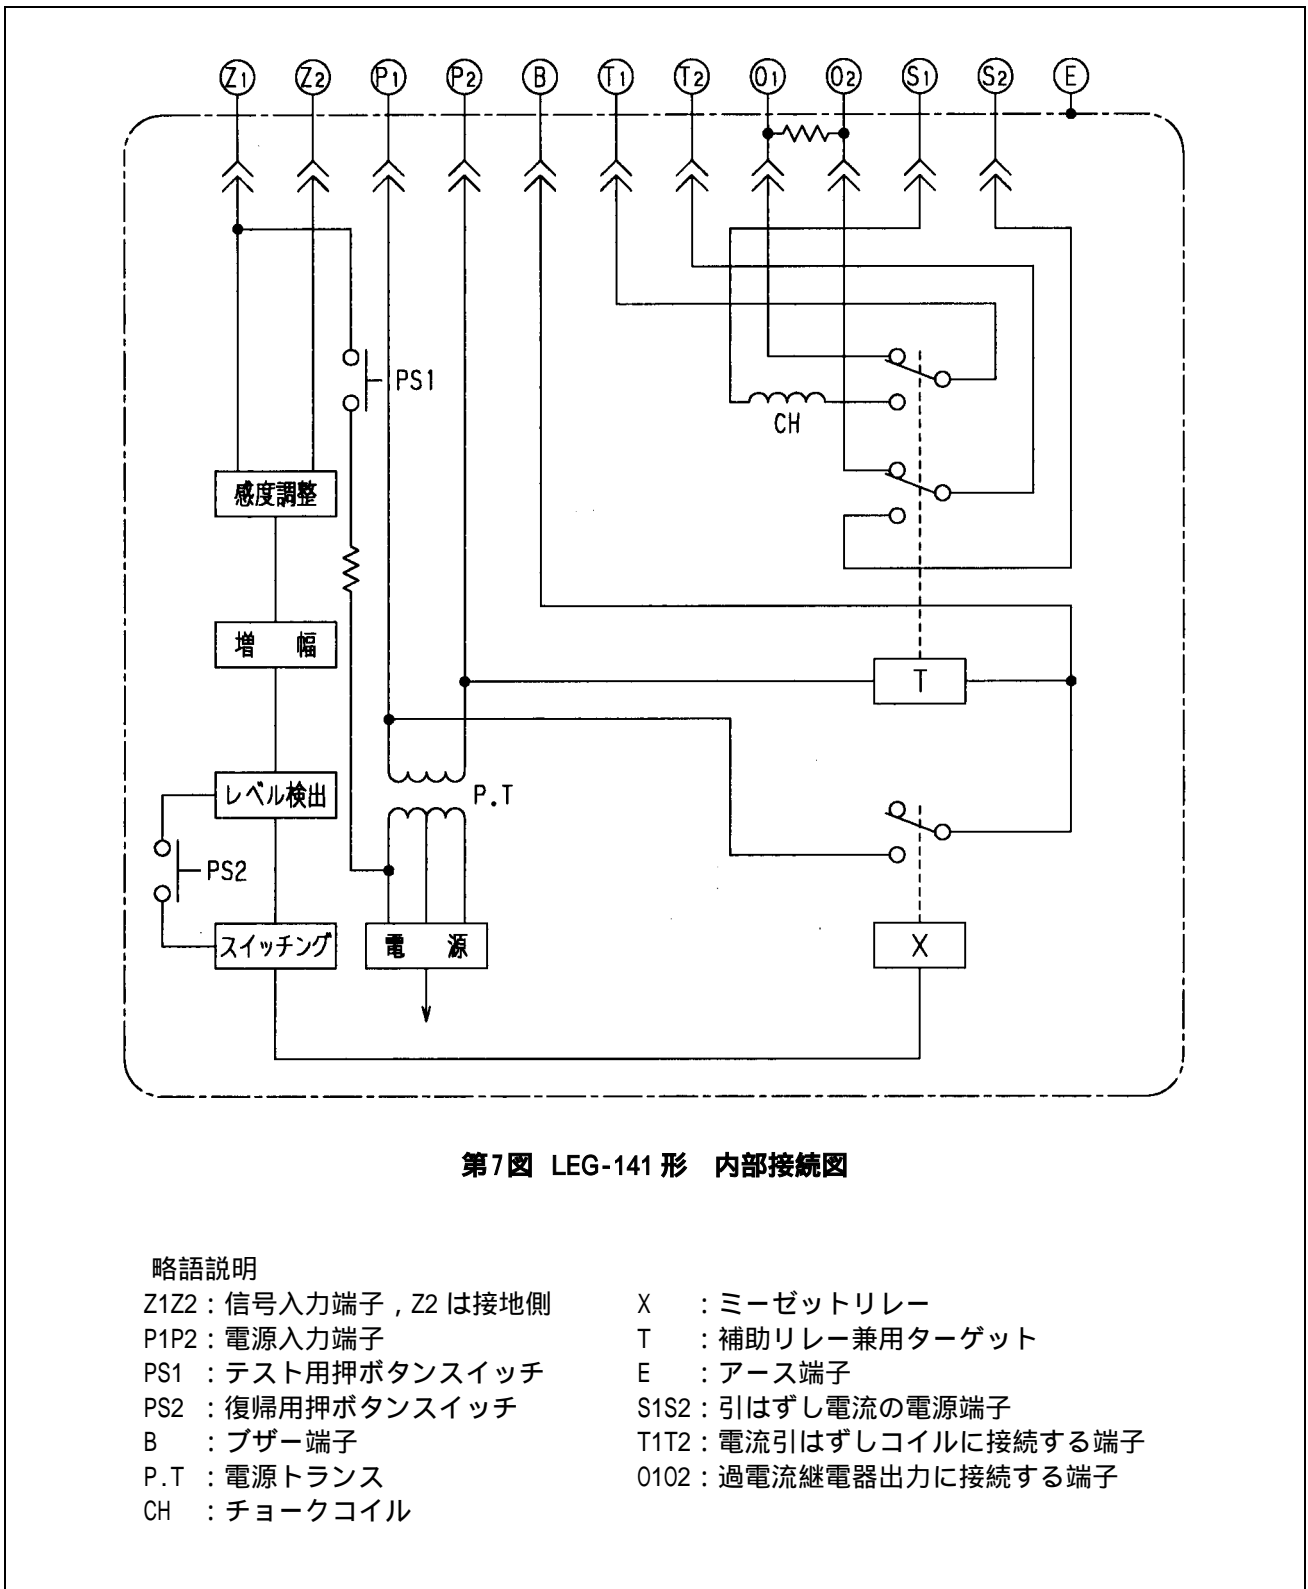 Z1 Z2 P1 P2 B T1 T2 O1 O2 S1 S2 E
PS1
CH
感度調整
増　幅
T
レベル検出
P.T
PS2
スイッチング
電　源
X
第7図 LEG-141形　内部接続図
略語説明
Z1Z2：信号入力端子，Z2は接地側
P1P2：電源入力端子
PS1 ：テスト用押ボタンスイッチ
PS2 ：復帰用押ボタンスイッチ
B ：ブザー端子
P.T ：電源トランス
CH ：チョークコイル
X ：ミーゼットリレー
T ：補助リレー兼用ターゲット
E ：アース端子
S1S2：引はずし電流の電源端子
T1T2：電流引はずしコイルに接続する端子
O1O2：過電流継電器出力に接続する端子